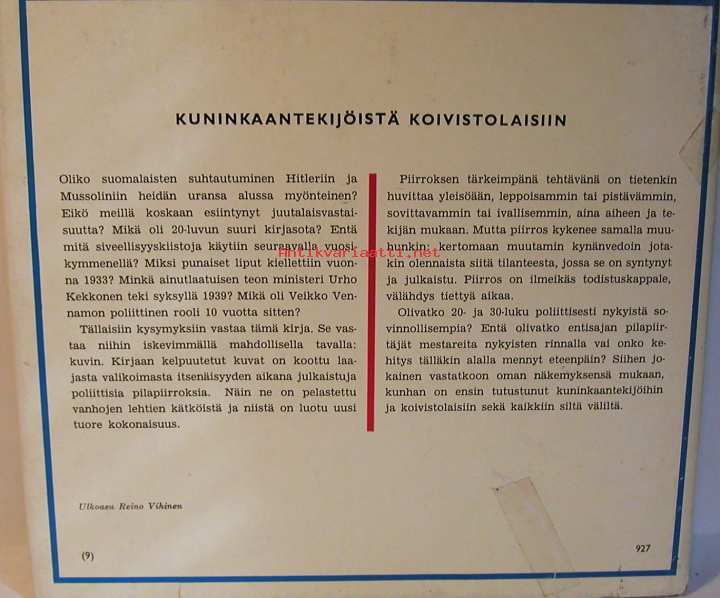 KUNINKAANTEKIJÖISTÄ KOIVISTOLAISIIN
Oliko suomalaisten suhtautuminen Hitleriin ja
Mussoliniin heidän uransa alussa myönteinen?
Eikö meillä koskaan esiintynyt juutalaisvastai-
suutta? Mikä oli 20-luvun suuri kirjasota? Entä
mitä siveellisyyskiistoja käytiin seuraavalla vuosi-
kymmenellä? Miksi punaiset liput kiellettiin vuon-
na 1933? Minkä ainutlaatuisen teon ministeri Urho
Kekkonen teki syksyllä 1939? Mikä oli Veikko Ven-
namon poliittinen rooli 10 vuotta sitten?
Tällaisiin kysymyksiin vastaa tämä kirja. Se vas-
taa niihin iskevimmällä mahdollisella tavalla:
kuvin. Kirjaan kelpuutetut kuvat on koottu laa-
jasta valikoimasta itsenäisyyden aikana julkaistuja
poliittisia pilapiirroksia. Näin ne on pelastettu
vanhojen lehtien kätköistä ja niistä on luotu uusi
tuore kokonaisuus.
Piirroksen tärkeimpänä tehtävänä on tietenkin
huvittaa yleisöään, leppoisammin tai pistävämmin,
sovittavammin tai ivallisemmin, aina aiheen ja te-
kijän mukaan. Mutta piirros kykenee samalla muu-
hunkin: kertomaan muutamin kynänvedoin jota-
kin olennaista siitä tilanteesta, jossa se on syntynyt
ja julkaistu. Piirros on ilmeikäs todistuskappale,
välähdys tiettyä aikaa.
Olivatko 20- ja 30-luku poliittisesti nykyistä so-
vinnollisempia? Entä olivatko entisajan pilapiir-
täjät mestareita nykyisten rinnalla vai onko ke-
hitys tälläkin alalla mennyt eteenpäin? Siihen jo-
kainen vastatkoon oman näkemyksensä mukaan,
kunhan on ensin tutustunut kuninkaantekijöihin
ja koivistolaisiin sekä kaikkiin siltä väliltä.
Antikvariaatti.net
Ulkoasu Reino Vihinen
(9)
927